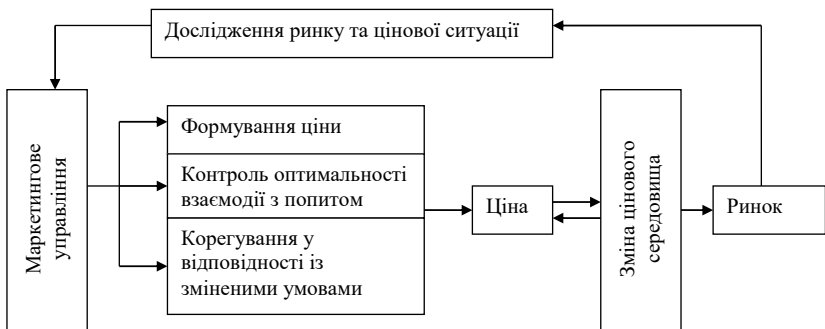 Дослідження ринку та цінової ситуації
Маркетингове
управління
Формування ціни
Контроль оптимальності
взаємодії з попитом
Корегування у
відповідності із
зміненими умовами
Ціна
Зміна цінового
середовища
Ринок